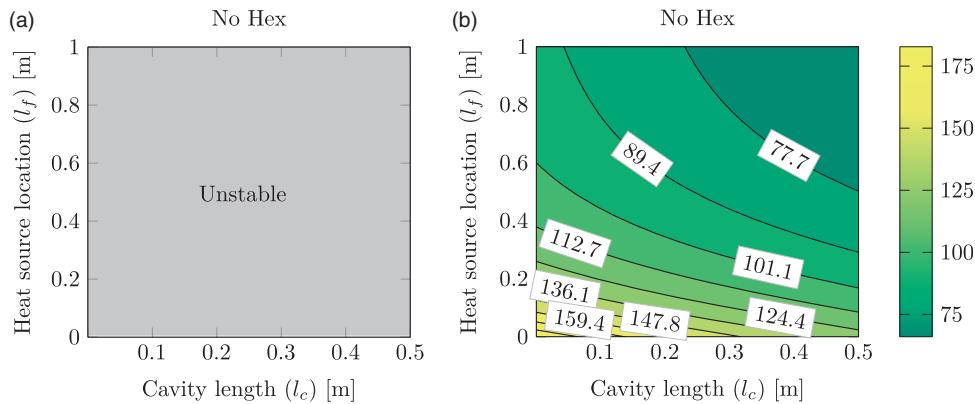 (a)
No Hex
Heat source location (l_f) [m]
1
0.8
0.6
0.4
0.2
0
Unstable
0.1 0.2 0.3 0.4 0.5
Cavity length (l_c) [m]
(b)
No Hex
Heat source location (l_f) [m]
1
0.8
0.6
0.4
0.2
0
77.7
89.4
112.7
101.1
136.1
159.4
147.8
124.4
0.1 0.2 0.3 0.4 0.5
Cavity length (l_c) [m]
175
150
125
100
75